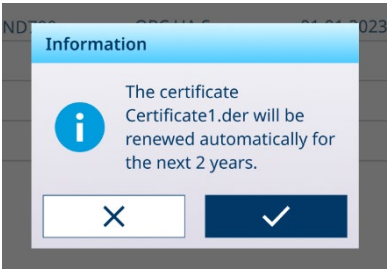 Information
The certificate
Certificate1.der will be
renewed automatically for
the next 2 years.